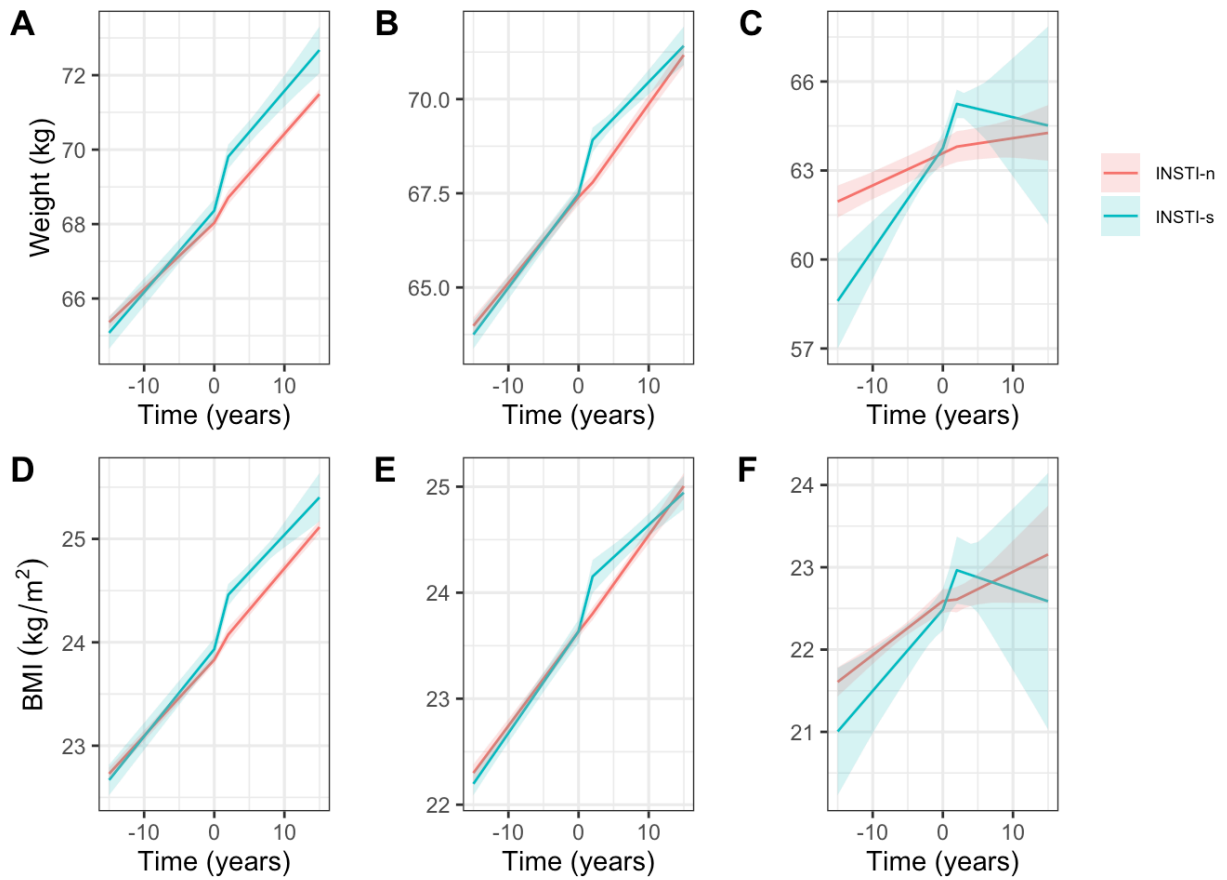 A
B
C
Weight (kg)
72
70
68
66
-10 0 10
Time (years)
70.0
67.5
65.0
-10 0 10
Time (years)
66
63
60
57
-10 0 10
Time (years)
INSTI-n
INSTI-s
D
E
F
BMI (kg/m²)
25
24
23
-10 0 10
Time (years)
25
24
23
22
-10 0 10
Time (years)
24
23
22
21
-10 0 10
Time (years)